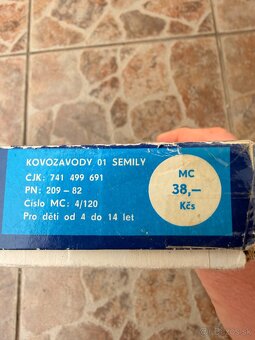 KOVOZAVODY 01 SEMILY
ČJK: 741 499 691
PN: 209-82
Číslo MC: 4/120
Pro děti od 4 do 14 let
MC
38,—
Kčs